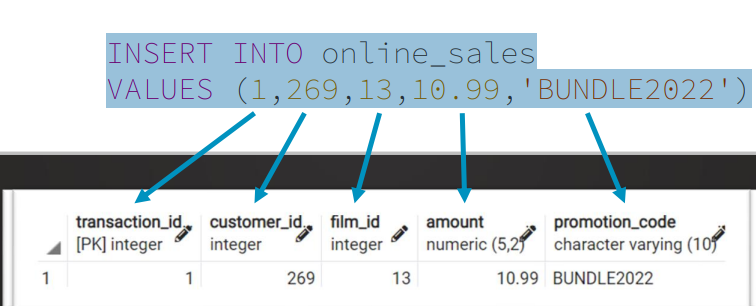 INSERT INTO online_sales
VALUES (1,269,13,10.99,'BUNDLE2022')
transaction_id customer_id film_id amount promotion_code
[PK] integer integer integer numeric (5,2) character varying (10)
1 1 269 13 10.99 BUNDLE2022